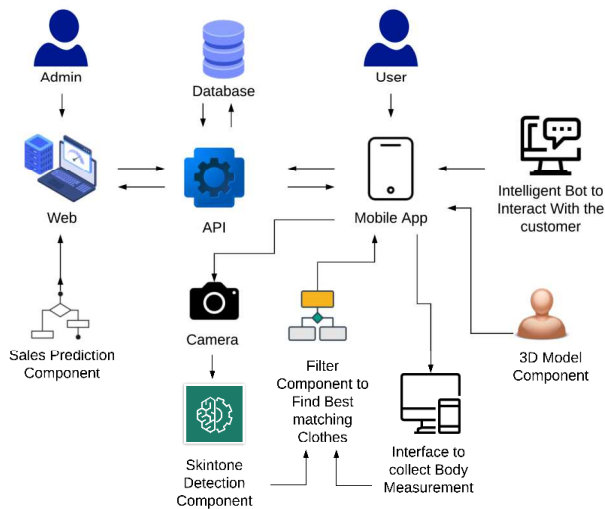 Admin
Database
User
Web
API
Mobile App
Intelligent Bot to
Interact With the
customer
Sales Prediction
Component
Camera
Filter
Component to
Find Best
matching
Clothes
3D Model
Component
Skintone
Detection
Component
Interface to
collect Body
Measurement